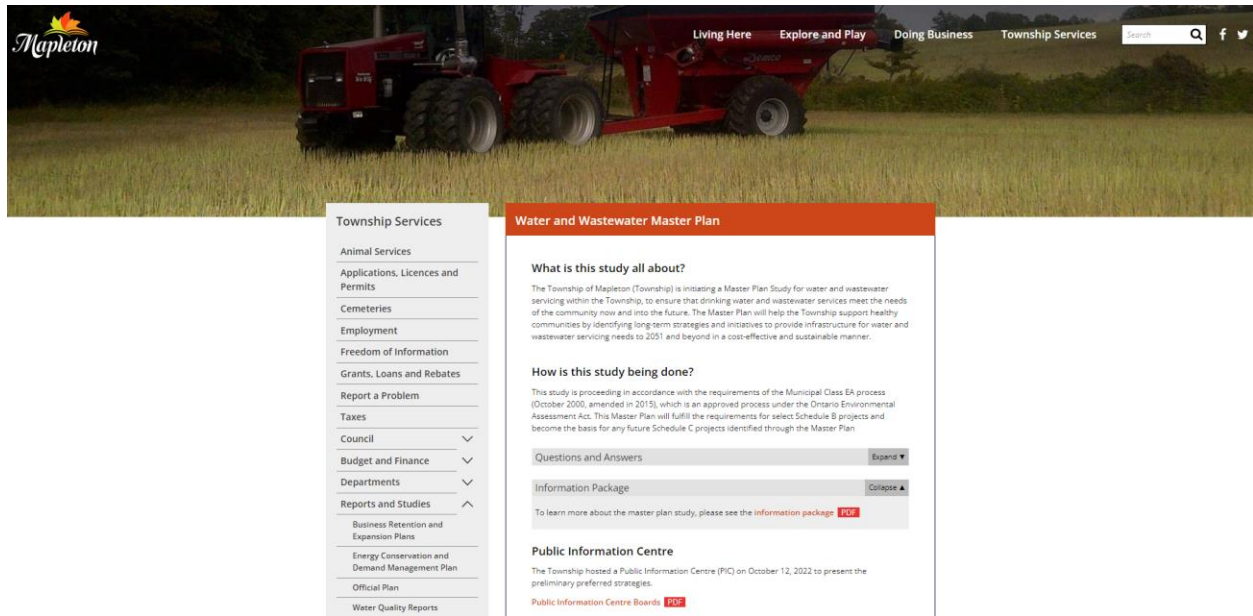 Mapleton
Living Here
Explore and Play
Doing Business
Township Services
Search
Township Services
Animal Services
Applications, Licences and
Permits
Cemeteries
Employment
Freedom of Information
Grants, Loans and Rebates
Report a Problem
Taxes
Council
Budget and Finance
Departments
Reports and Studies
Business Retention and
Expansion Plans
Energy Conservation and
Demand Management Plan
Official Plan
Water Quality Reports
Water and Wastewater Master Plan
What is this study all about?
The Township of Mapleton (Township) is initiating a Master Plan Study for water and wastewater
servicing within the Township, to ensure that drinking water and wastewater services meet the needs
of the community now and into the future. The Master Plan will help the Township support healthy
communities by identifying long-term strategies and initiatives to provide infrastructure for water and
wastewater servicing needs to 2051 and beyond in a cost-effective and sustainable manner.
How is this study being done?
This study is proceeding in accordance with the requirements of the Municipal Class EA process
(October 2000, amended in 2015), which is an approved process under the Ontario Environmental
Assessment Act. This Master Plan will fulfill the requirements for select Schedule B projects and
become the basis for any future Schedule C projects identified through the Master Plan
Questions and Answers
Expand ▼
Information Package
Collapse ▲
To learn more about the master plan study, please see the information package PDF
Public Information Centre
The Township hosted a Public Information Centre (PIC) on October 12, 2022 to present the
preliminary preferred strategies.
Public Information Centre Boards PDF